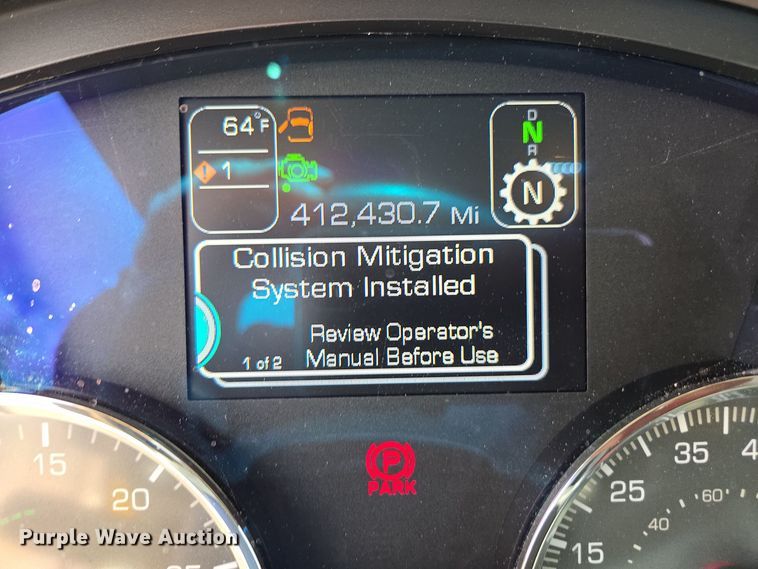 64°F
1
D
N
R
N
412,430.7 Mi
Collision Mitigation
System Installed
Review Operator's
1 of 2 Manual Before Use
P
PARK
15
20
25
15
25
35
40
60
Purple Wave Auction